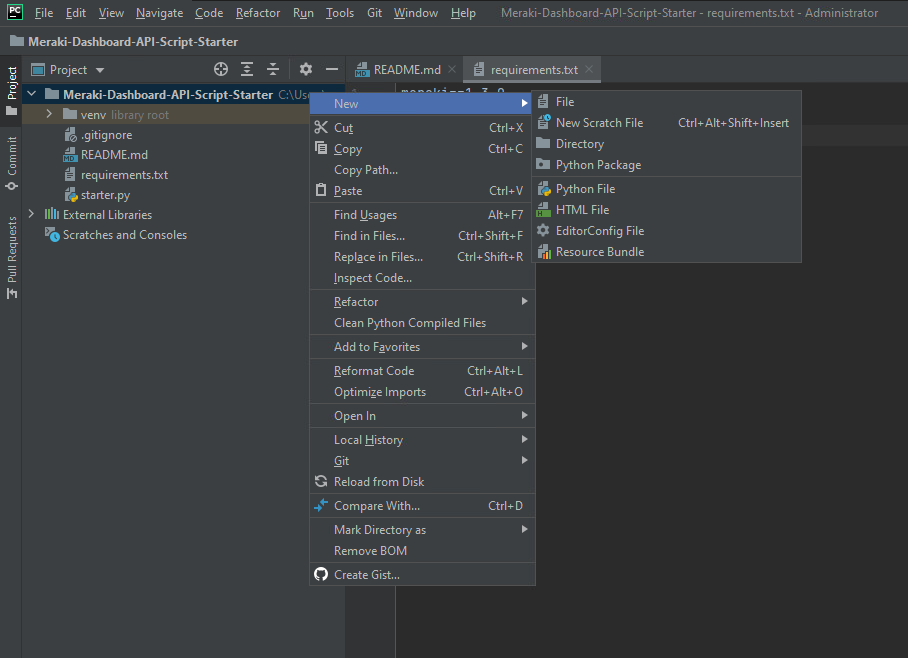 PC File Edit View Navigate Code Refactor Run Tools Git Window Help Meraki-Dashboard-API-Script-Starter - requirements.txt - Administrator
Meraki-Dashboard-API-Script-Starter
Project
Commit
Pull Requests
Project
Meraki-Dashboard-API-Script-Starter
venv library root
.gitignore
README.md
requirements.txt
starter.py
External Libraries
Scratches and Consoles
README.md
requirements.txt
New
Cut Ctrl+X
Copy Ctrl+C
Copy Path...
Paste Ctrl+V
Find Usages Alt+F7
Find in Files... Ctrl+Shift+F
Replace in Files... Ctrl+Shift+R
Inspect Code...
Refactor
Clean Python Compiled Files
Add to Favorites
Reformat Code Ctrl+Alt+L
Optimize Imports Ctrl+Alt+O
Open In
Local History
Git
Reload from Disk
Compare With... Ctrl+D
Mark Directory as
Remove BOM
Create Gist...
File
New Scratch File Ctrl+Alt+Shift+Insert
Directory
Python Package
Python File
HTML File
EditorConfig File
Resource Bundle